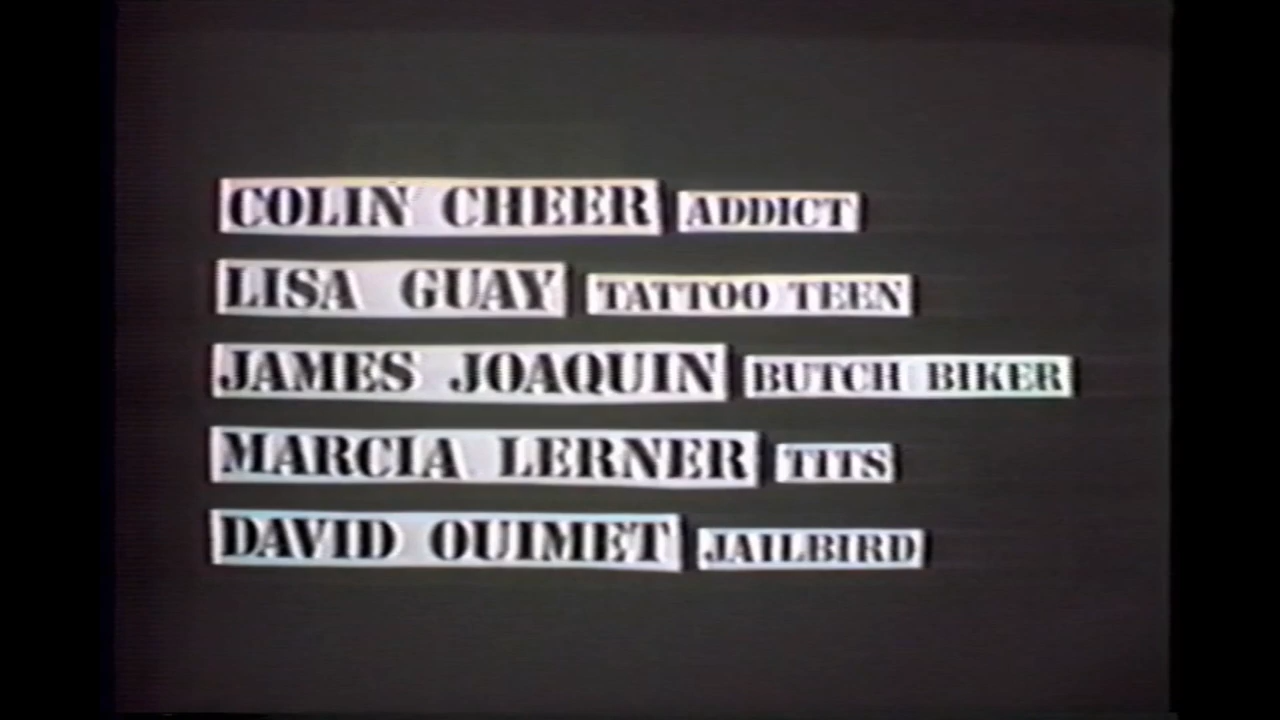 COLIN CHEER ADDICT
LISA GUAY TATTOO TEEN
JAMES JOAQUIN BUTCH BIKER
MARCIA LERNER TITS
DAVID OUIMET JAILBIRD